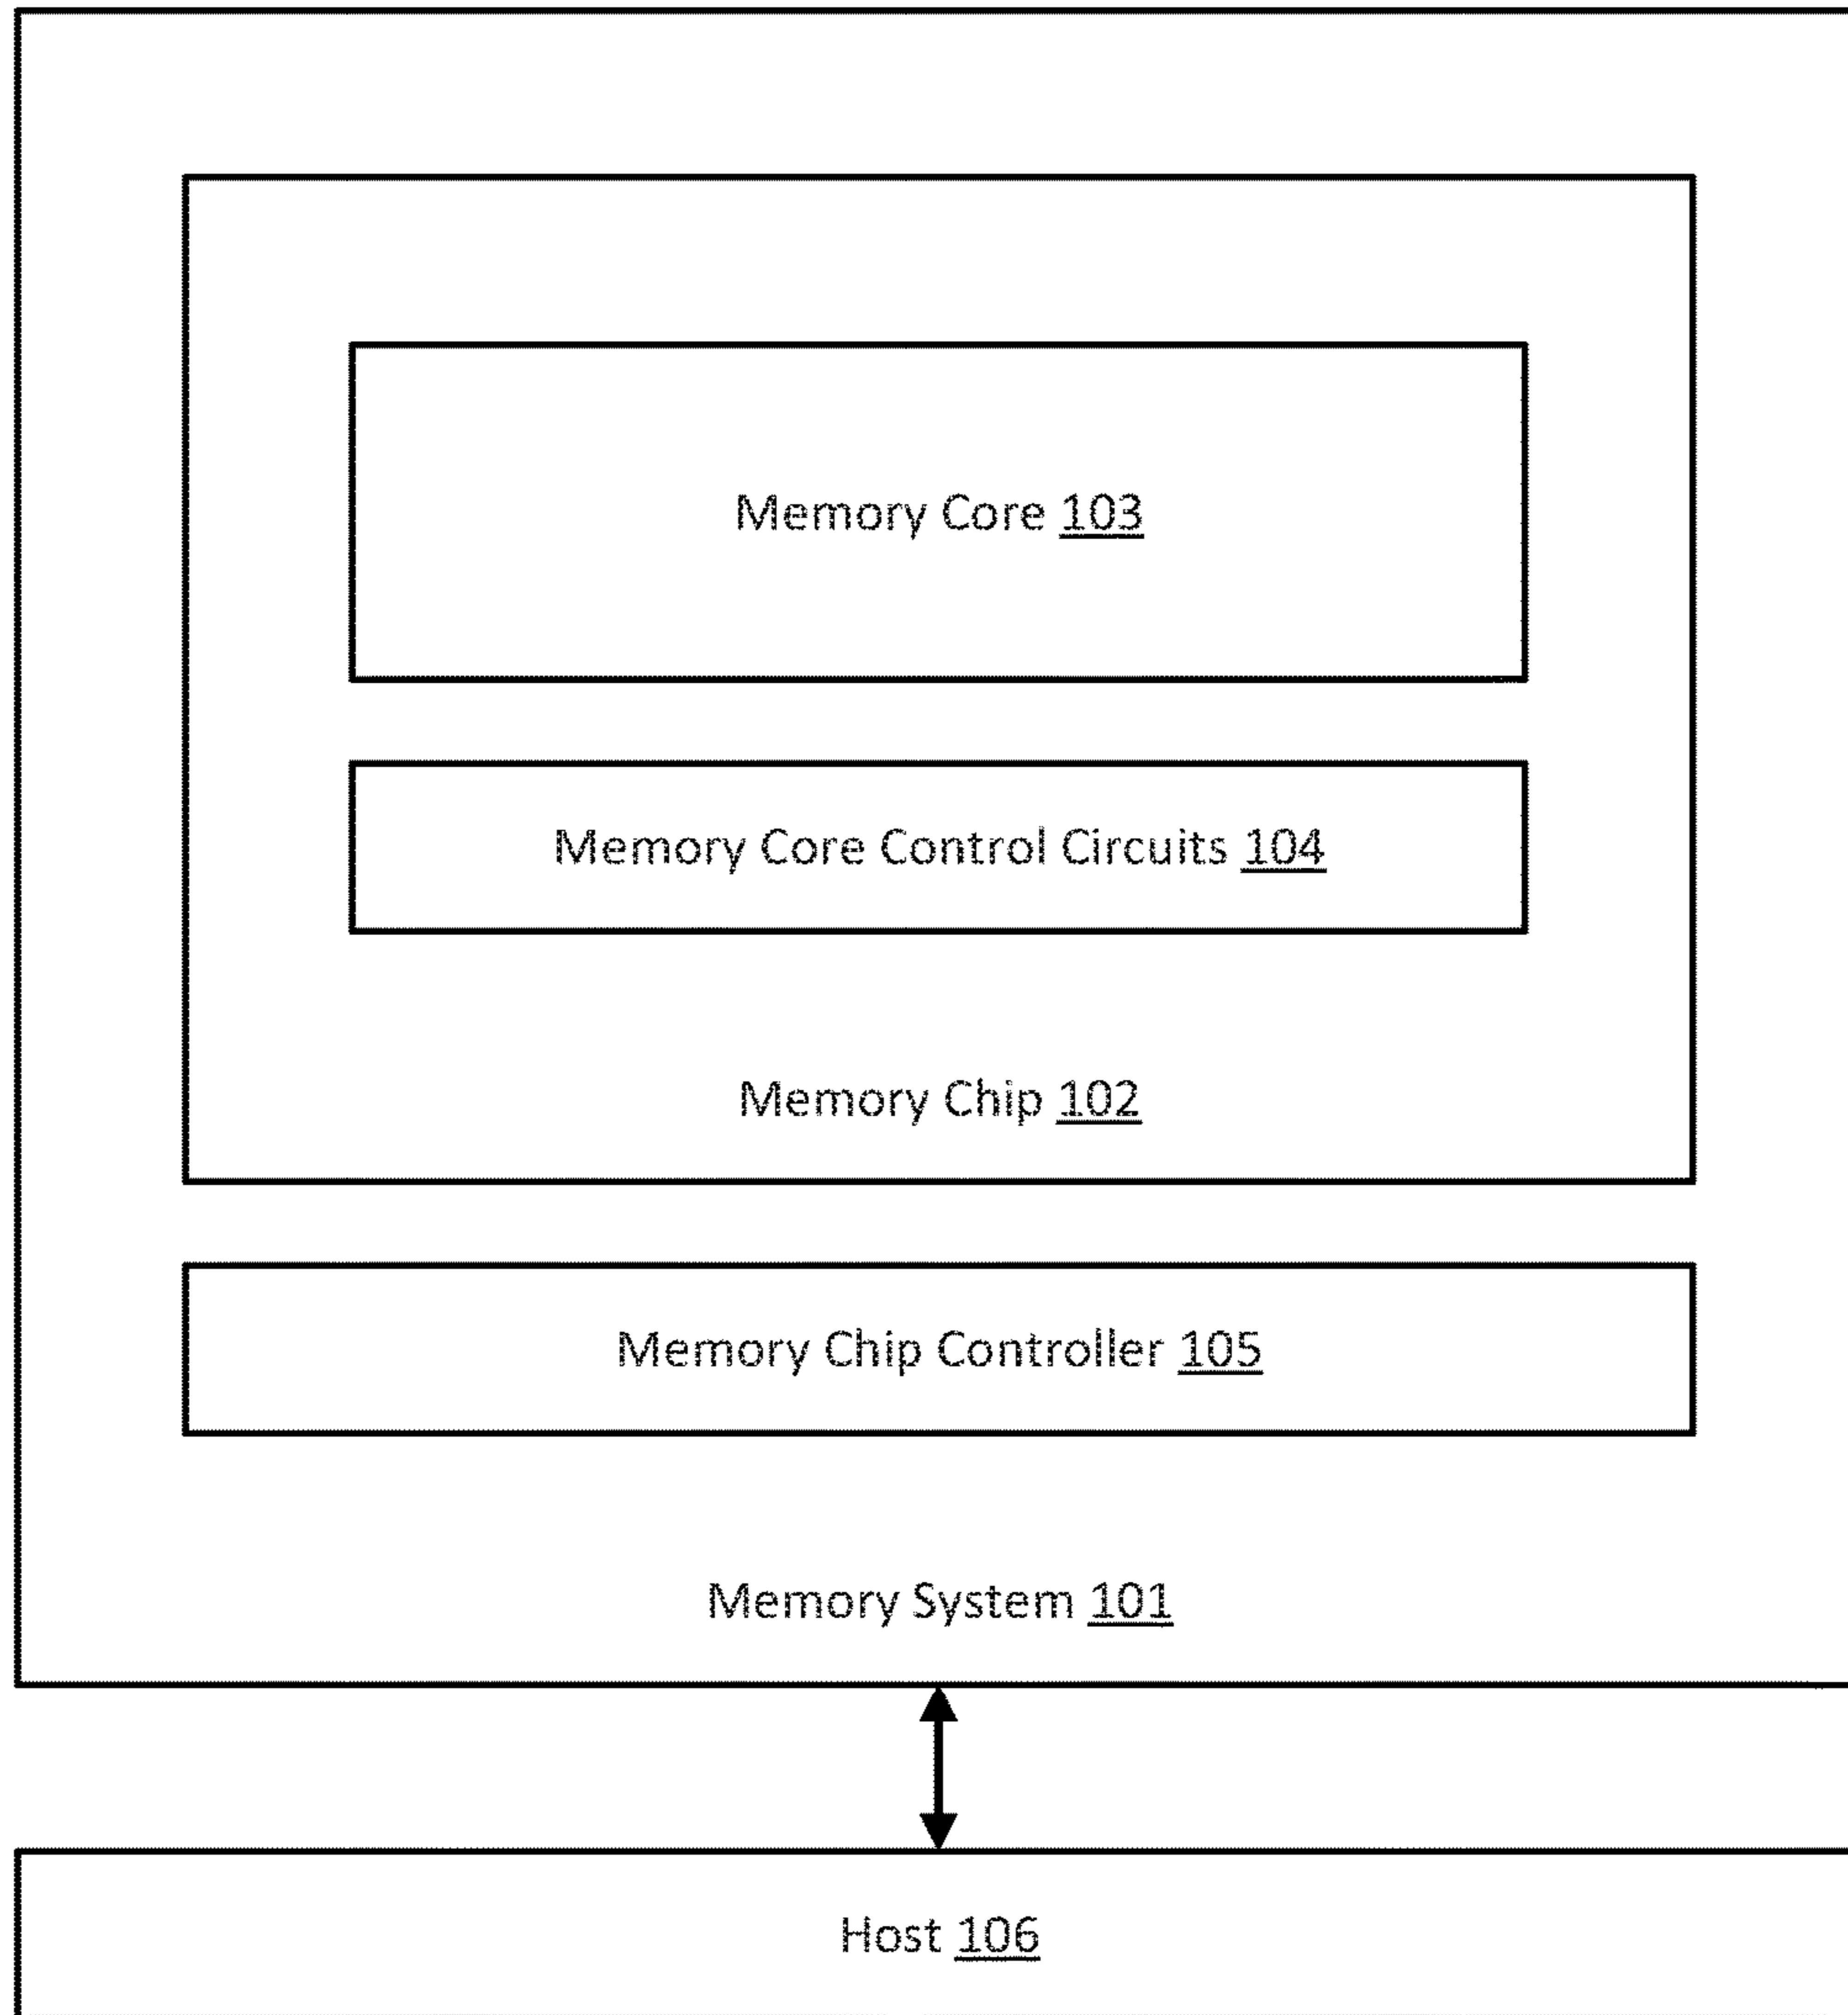 Memory Core 103
Memory Core Control Circuits 104
Memory Chip 102
Memory Chip Controller 105
Memory System 101
Host 106